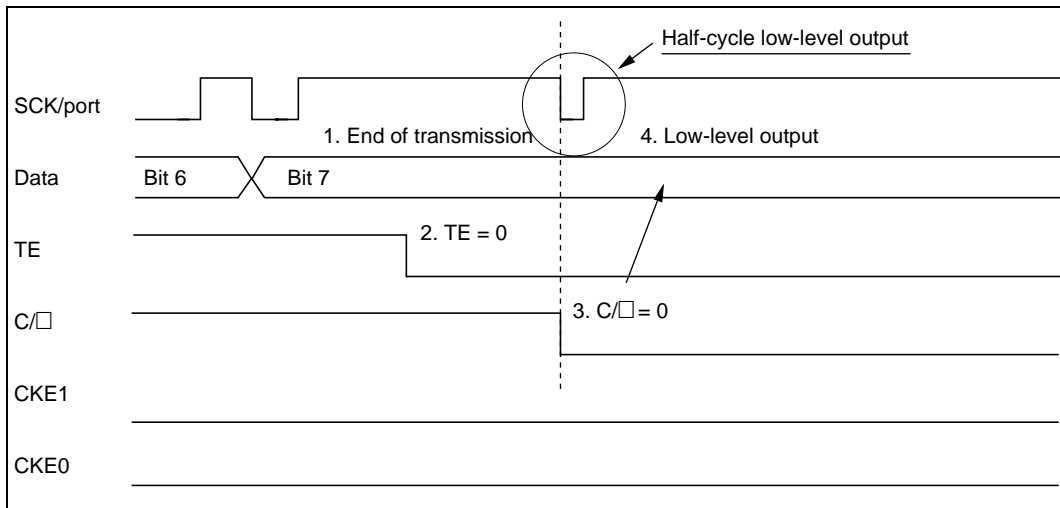 Half-cycle low-level output
SCK/port
1. End of transmission
4. Low-level output
Data
Bit 6
Bit 7
TE
2. TE = 0
C/□
3. C/□ = 0
CKE1
CKE0